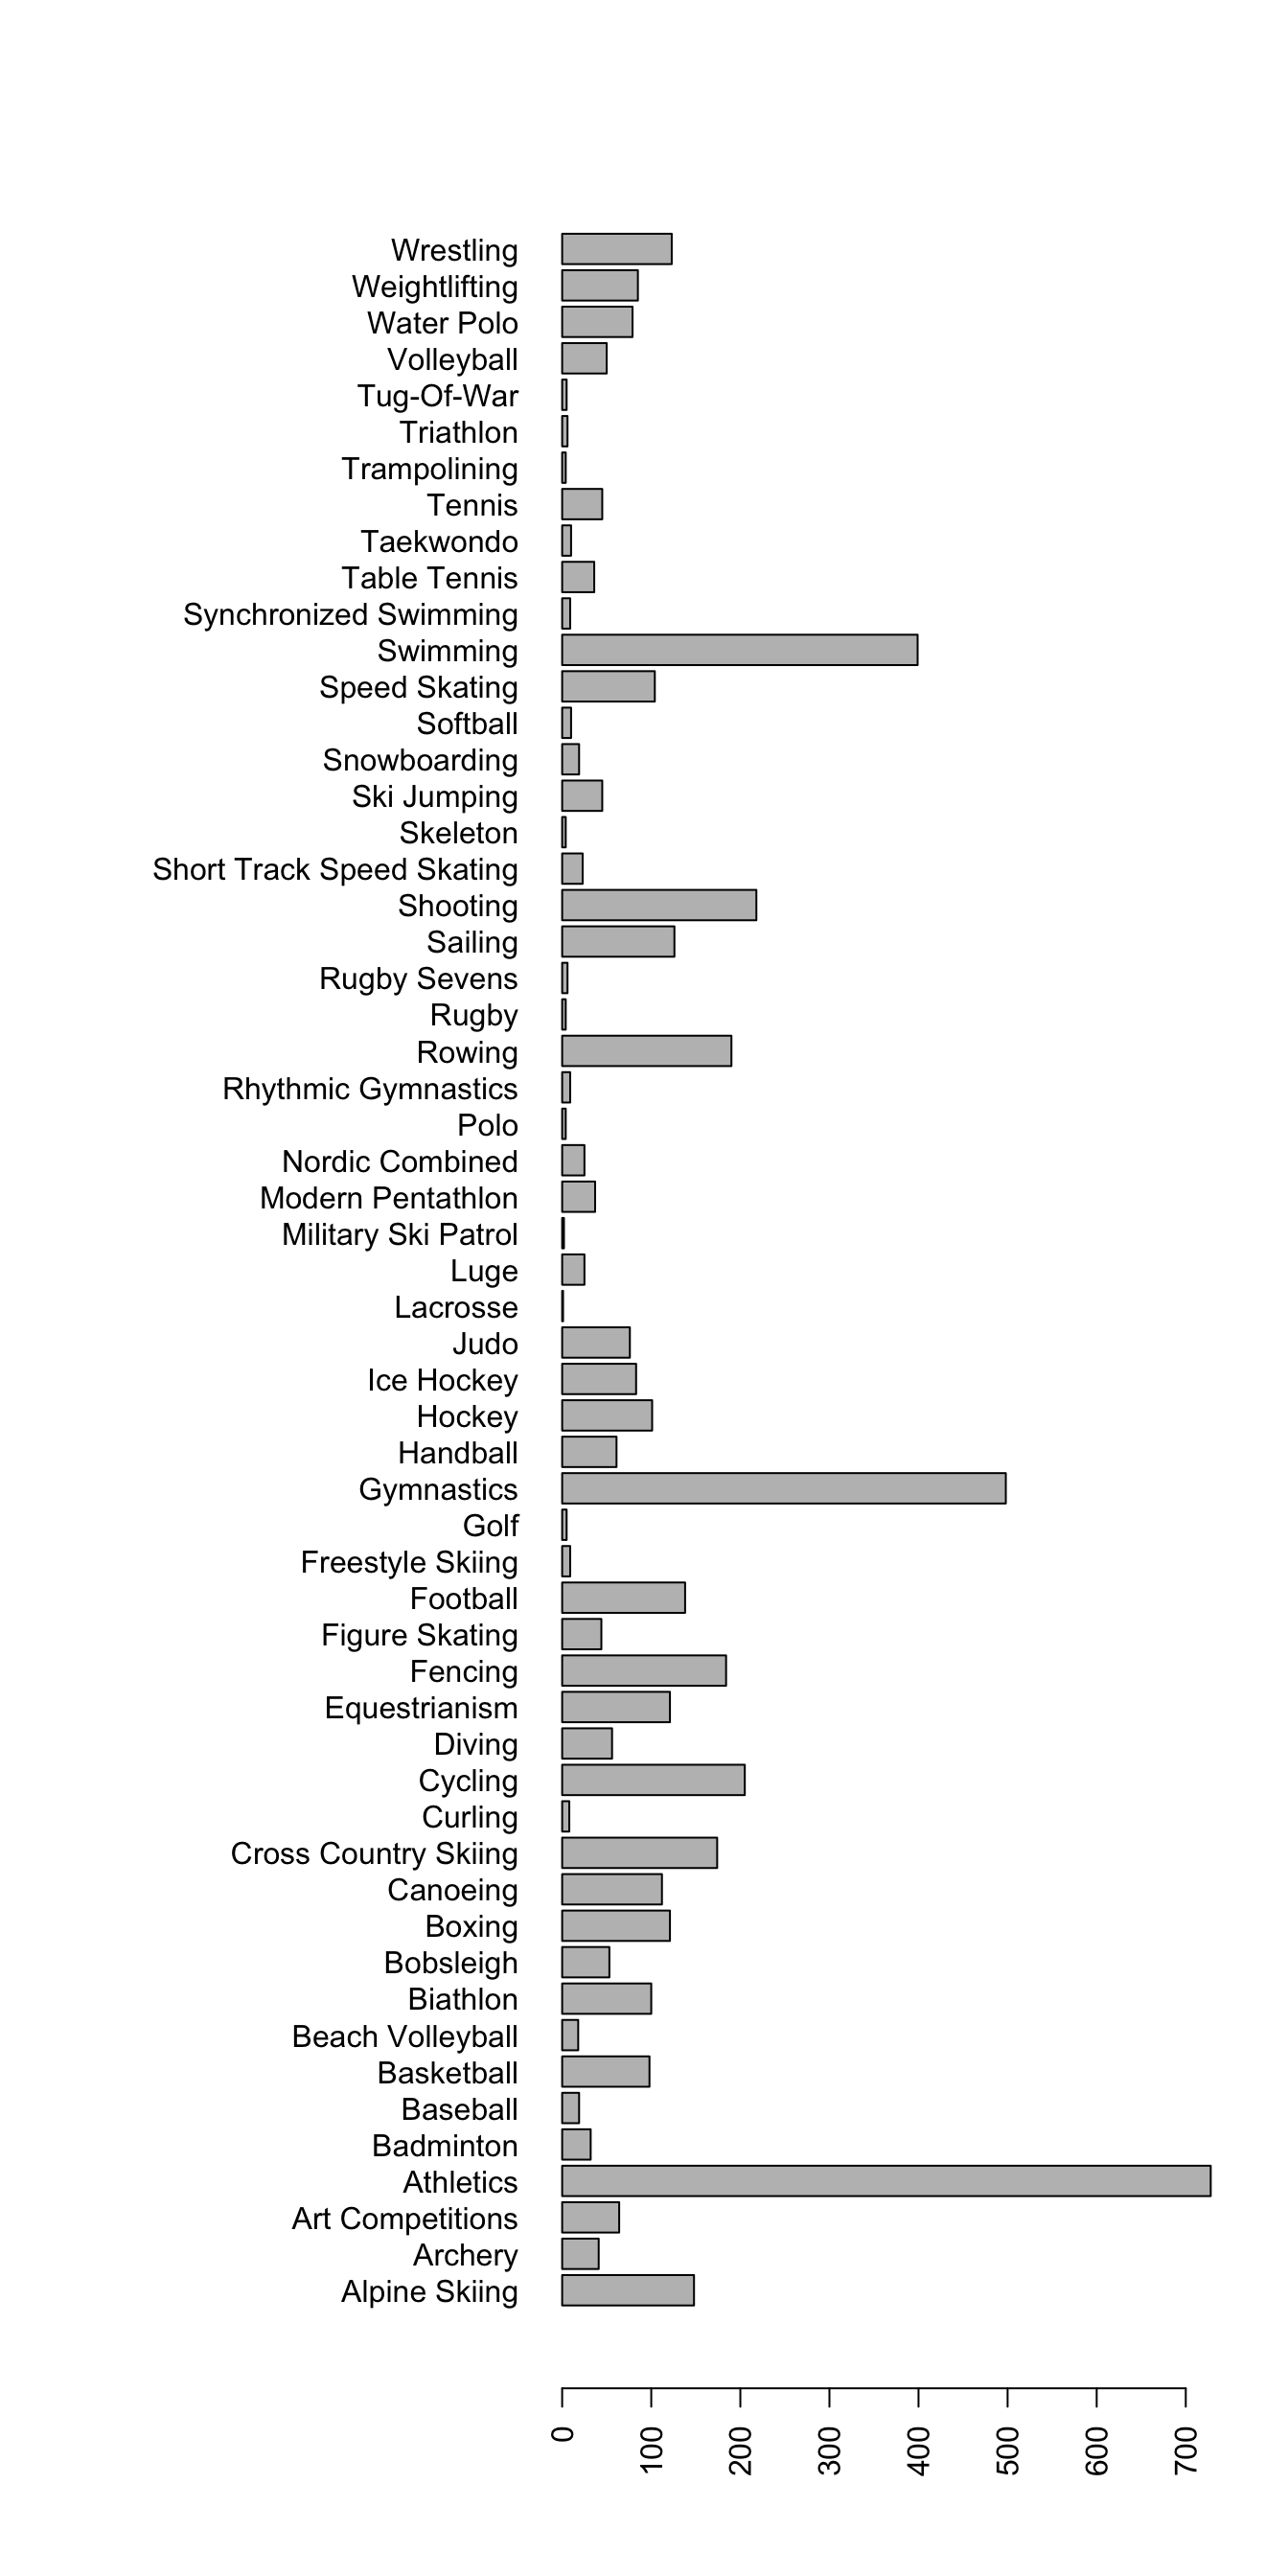 Wrestling
Weightlifting
Water Polo
Volleyball
Tug-Of-War
Triathlon
Trampolining
Tennis
Taekwondo
Table Tennis
Synchronized Swimming
Swimming
Speed Skating
Softball
Snowboarding
Ski Jumping
Skeleton
Short Track Speed Skating
Shooting
Sailing
Rugby Sevens
Rugby
Rowing
Rhythmic Gymnastics
Polo
Nordic Combined
Modern Pentathlon
Military Ski Patrol
Luge
Lacrosse
Judo
Ice Hockey
Hockey
Handball
Gymnastics
Golf
Freestyle Skiing
Football
Figure Skating
Fencing
Equestrianism
Diving
Cycling
Curling
Cross Country Skiing
Canoeing
Boxing
Bobsleigh
Biathlon
Beach Volleyball
Basketball
Baseball
Badminton
Athletics
Art Competitions
Archery
Alpine Skiing
0 100 200 300 400 500 600 700